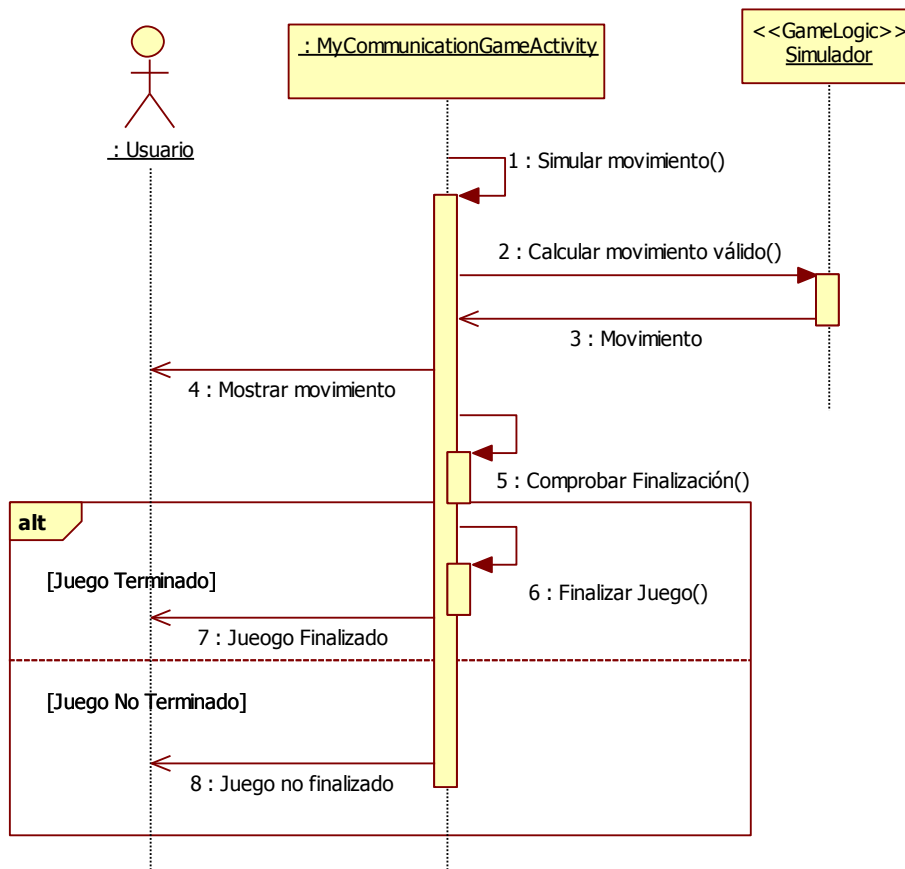 : Usuario
: MyCommunicationGameActivity
<<GameLogic>>
Simulador
1 : Simular movimiento()
2 : Calcular movimiento válido()
3 : Movimiento
4 : Mostrar movimiento
5 : Comprobar Finalización()
alt
[Juego Terminado]
6 : Finalizar Juego()
7 : Jueogo Finalizado
[Juego No Terminado]
8 : Juego no finalizado